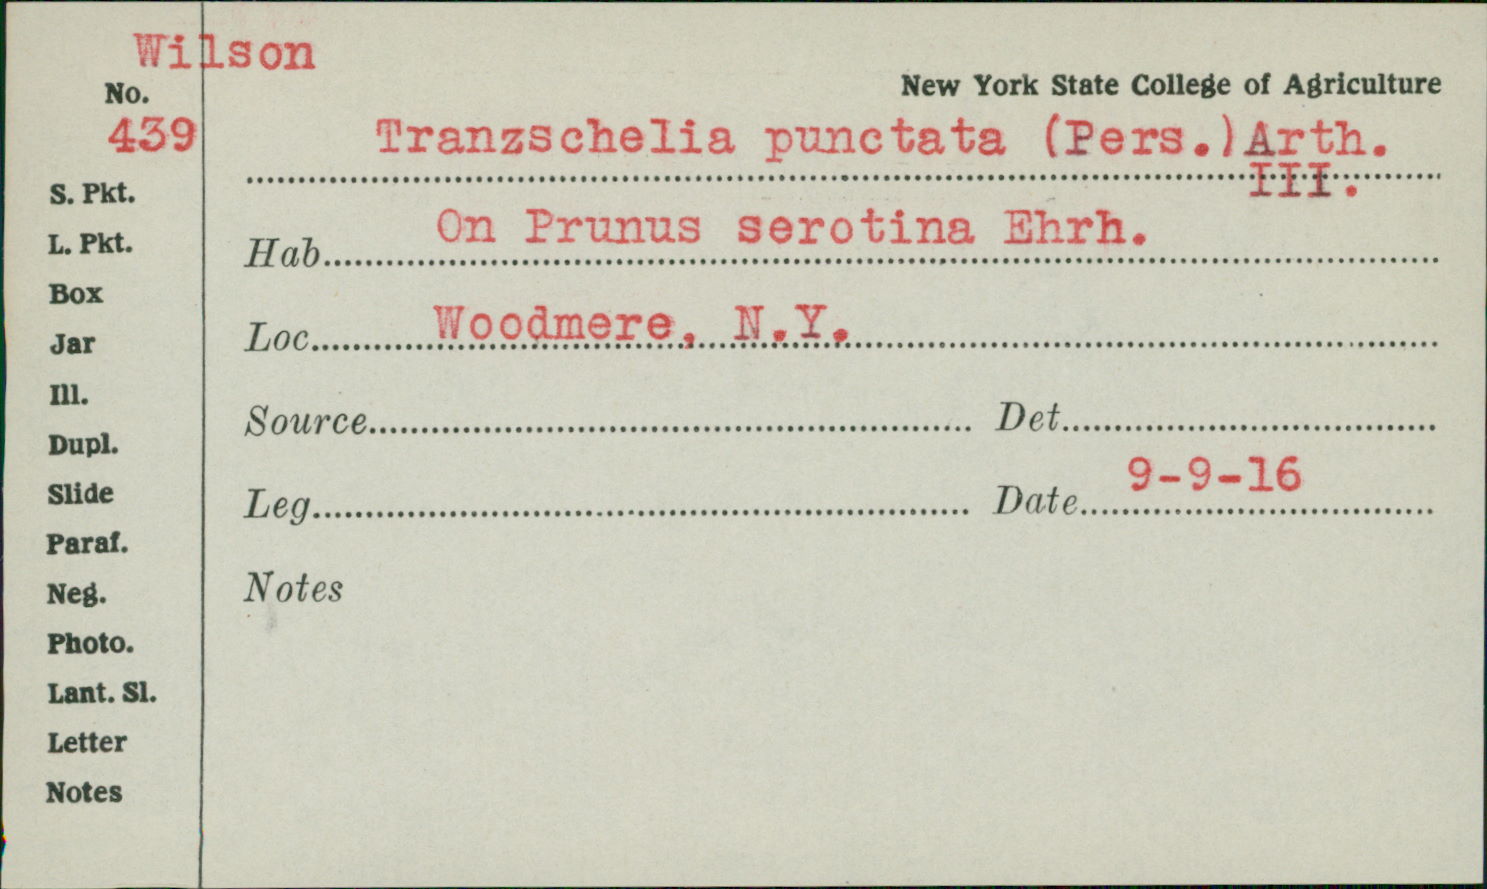 Wilson
New York State College of Agriculture
No.
439
Tranzschelia punctata (Pers.) Arth.
III.
S. Pkt.
L. Pkt.
Box
Jar
Ill.
Dupl.
Slide
Paraf.
Neg.
Photo.
Lant. Sl.
Letter
Notes
Hab. On Prunus serotina Ehrh.
Loc. Woodmere, N.Y.
Source Det.
Leg. Date 9-9-16
Notes